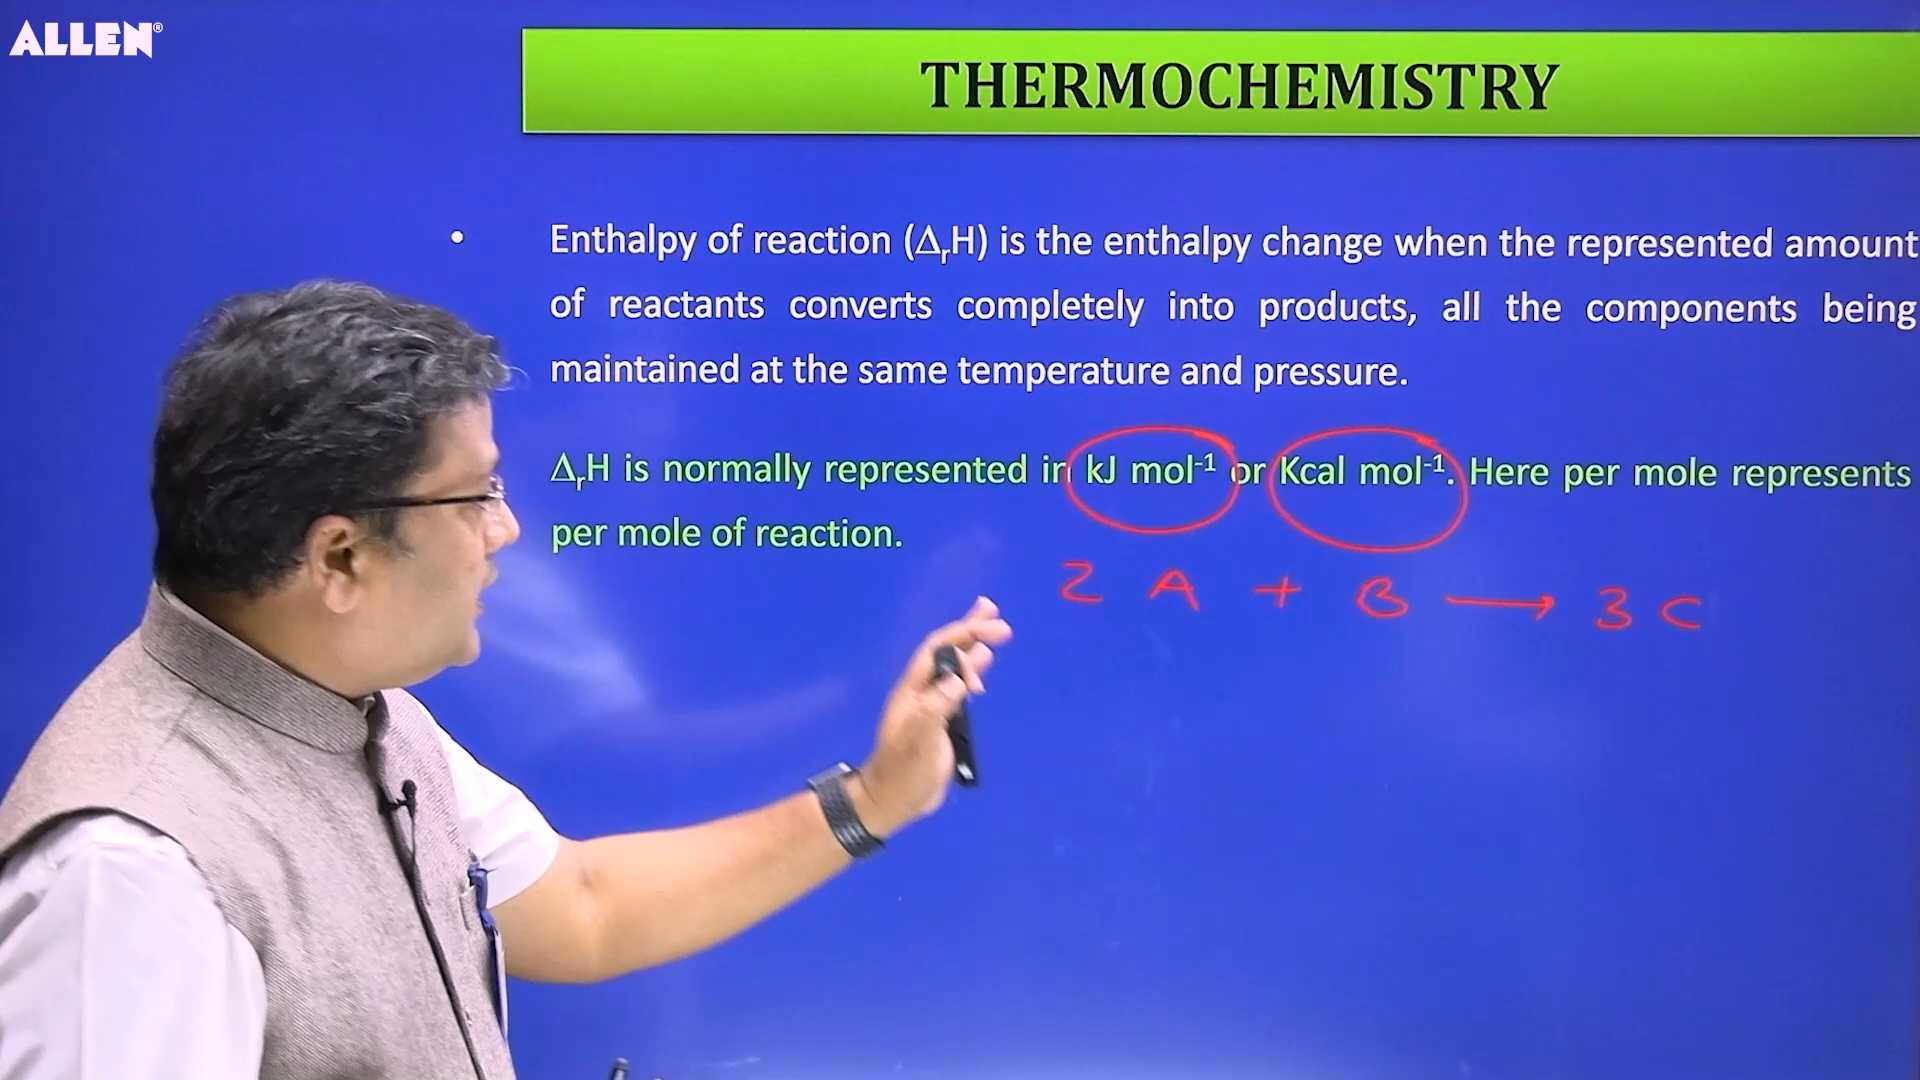 ALLEN®
THERMOCHEMISTRY
• Enthalpy of reaction (ΔᵣH) is the enthalpy change when the represented amount
of reactants converts completely into products, all the components being
maintained at the same temperature and pressure.
ΔᵣH is normally represented in kJ mol⁻¹ or Kcal mol⁻¹. Here per mole represents
per mole of reaction.
2 A + B ⟶ 3 C